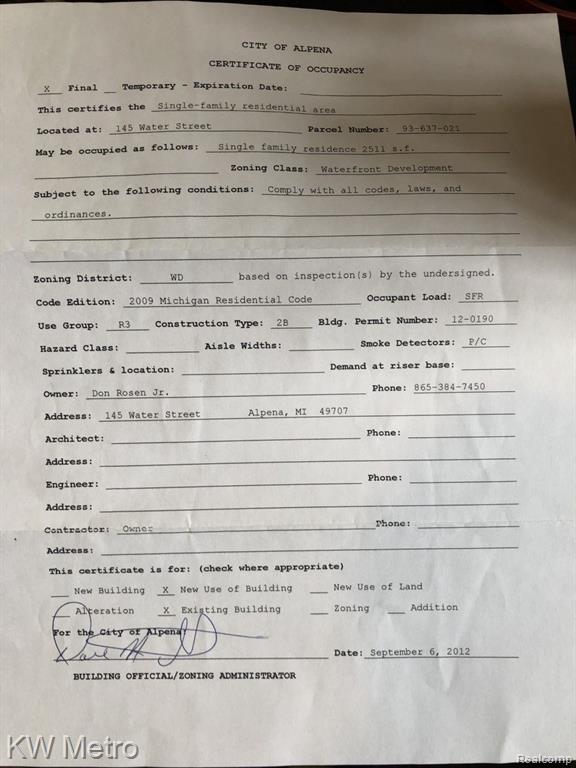 CITY OF ALPENA
CERTIFICATE OF OCCUPANCY
X Final __ Temporary - Expiration Date:
This certifies the Single-family residential area
Located at: 145 Water Street Parcel Number: 93-637-021
May be occupied as follows: Single family residence 2511 s.f.
Zoning Class: Waterfront Development
Subject to the following conditions: Comply with all codes, laws, and
ordinances.
Zoning District: WD based on inspection(s) by the undersigned.
Code Edition: 2009 Michigan Residential Code Occupant Load: SFR
Use Group: R3 Construction Type: 2B Bldg. Permit Number: 12-0190
Hazard Class: Aisle Widths: Smoke Detectors: P/C
Sprinklers & location: Demand at riser base:
Owner: Don Rosen Jr. Phone: 865-384-7450
Address: 145 Water Street Alpena, MI 49707
Architect: Phone:
Address:
Engineer: Phone:
Address:
Contractor: Owner Phone:
Address:
This certificate is for: (check where appropriate)
__ New Building X New Use of Building __ New Use of Land
__ Alteration X Existing Building __ Zoning __ Addition
For the City of Alpena:
Date: September 6, 2012
BUILDING OFFICIAL/ZONING ADMINISTRATOR
KW Metro
Realcomp